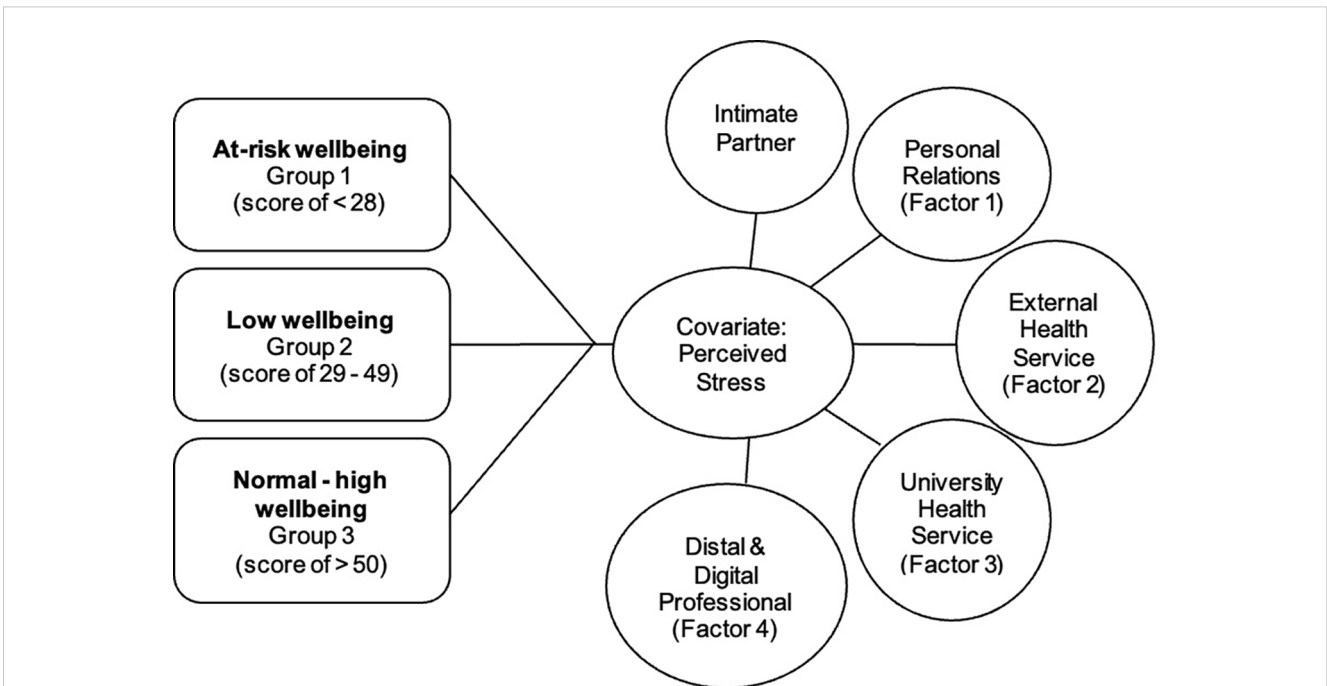 At-risk wellbeing
Group 1
(score of < 28)
Low wellbeing
Group 2
(score of 29 - 49)
Normal - high
wellbeing
Group 3
(score of > 50)
Covariate:
Perceived
Stress
Intimate
Partner
Personal
Relations
(Factor 1)
External
Health
Service
(Factor 2)
University
Health
Service
(Factor 3)
Distal &
Digital
Professional
(Factor 4)